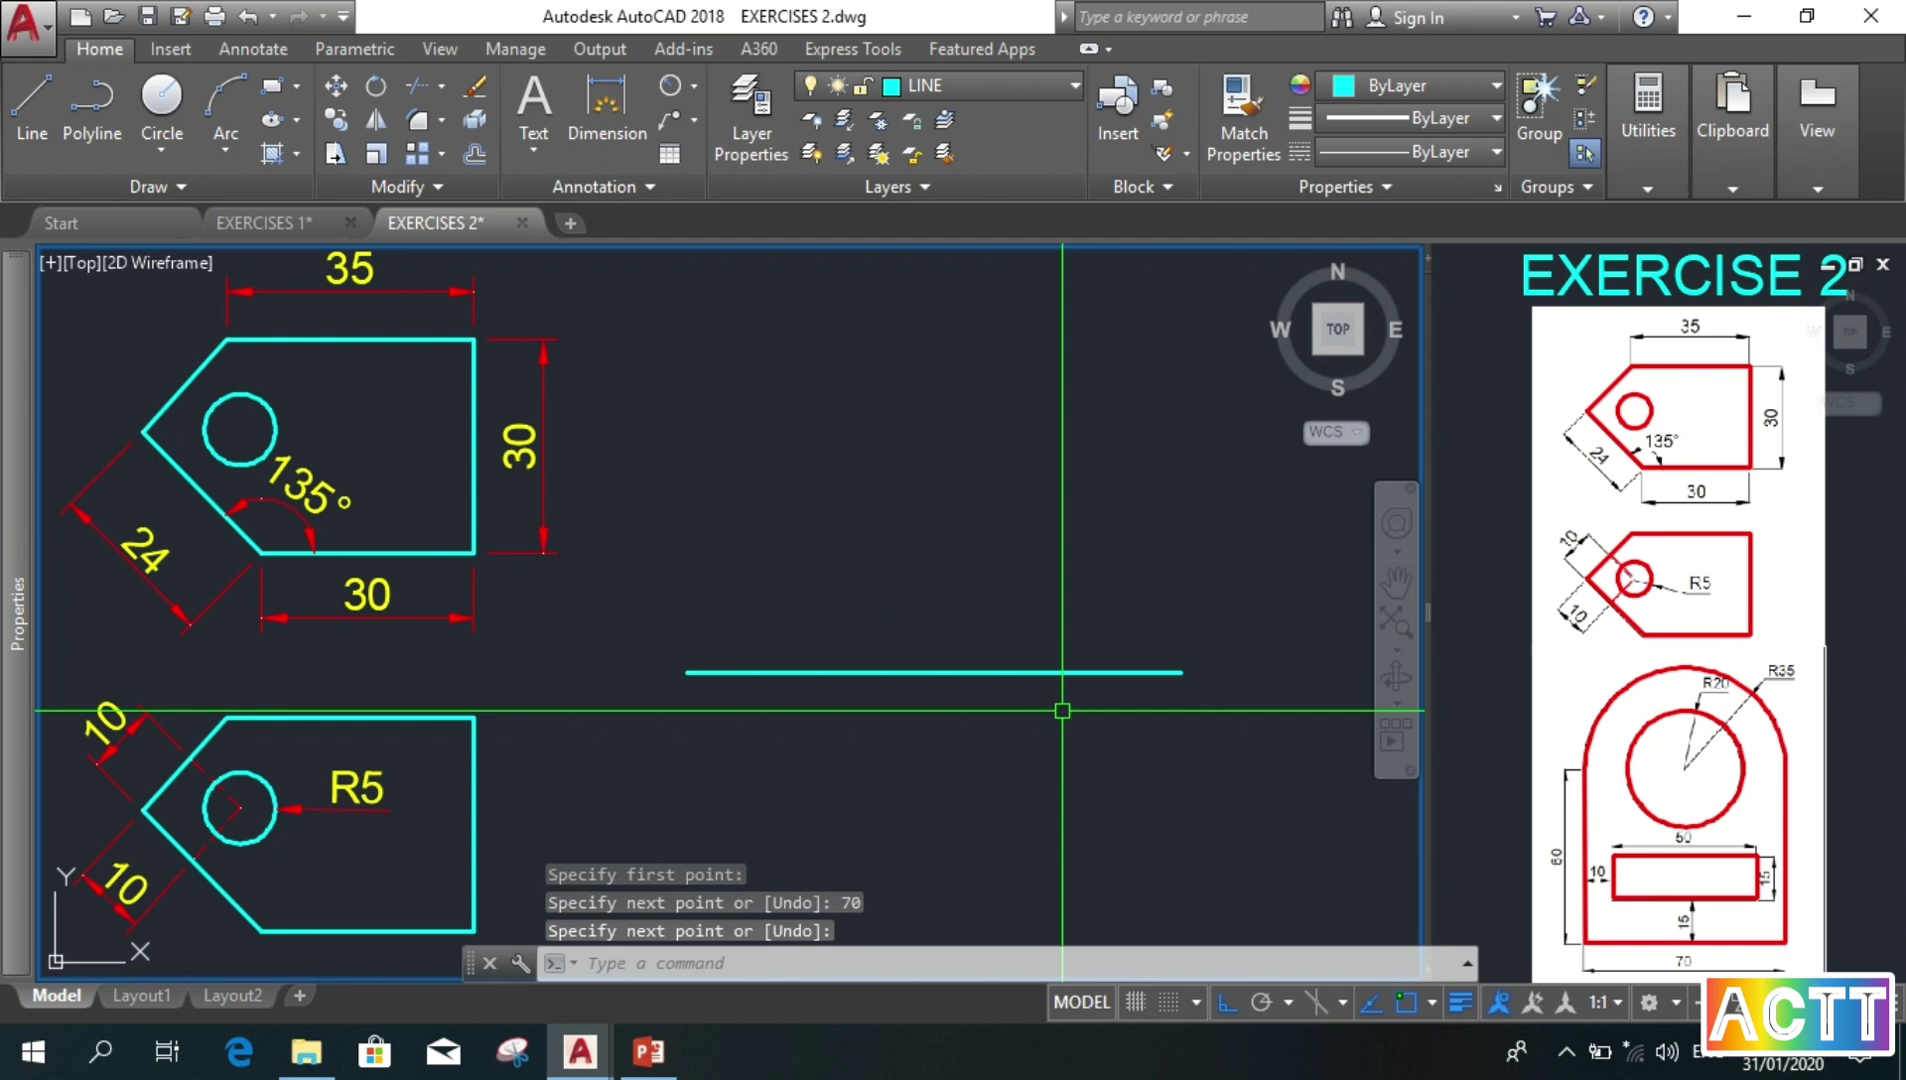 Autodesk AutoCAD 2018 EXERCISES 2.dwg
Type a keyword or phrase
Sign In
Home Insert Annotate Parametric View Manage Output Add-ins A360 Express Tools Featured Apps
LINE
ByLayer
ByLayer
ByLayer
Line Polyline Circle Arc
Text Dimension
Layer Properties
Insert
Match Properties
Group
Utilities Clipboard View
Draw Modify Annotation Layers Block Properties Groups
Start EXERCISES 1* EXERCISES 2*
[+][Top][2D Wireframe]
Properties
35
30
135°
24
30
10
R5
10
Y
X
N
W TOP E
S
WCS
EXERCISE 2
N
W TOP E
S
WCS
35
30
135°
24
30
10
R5
10
R20
R35
60
50
10
15
15
70
Specify first point:
Specify next point or [Undo]: 70
Specify next point or [Undo]:
Type a command
Model Layout1 Layout2
MODEL
1:1
ACTT
31/01/2020